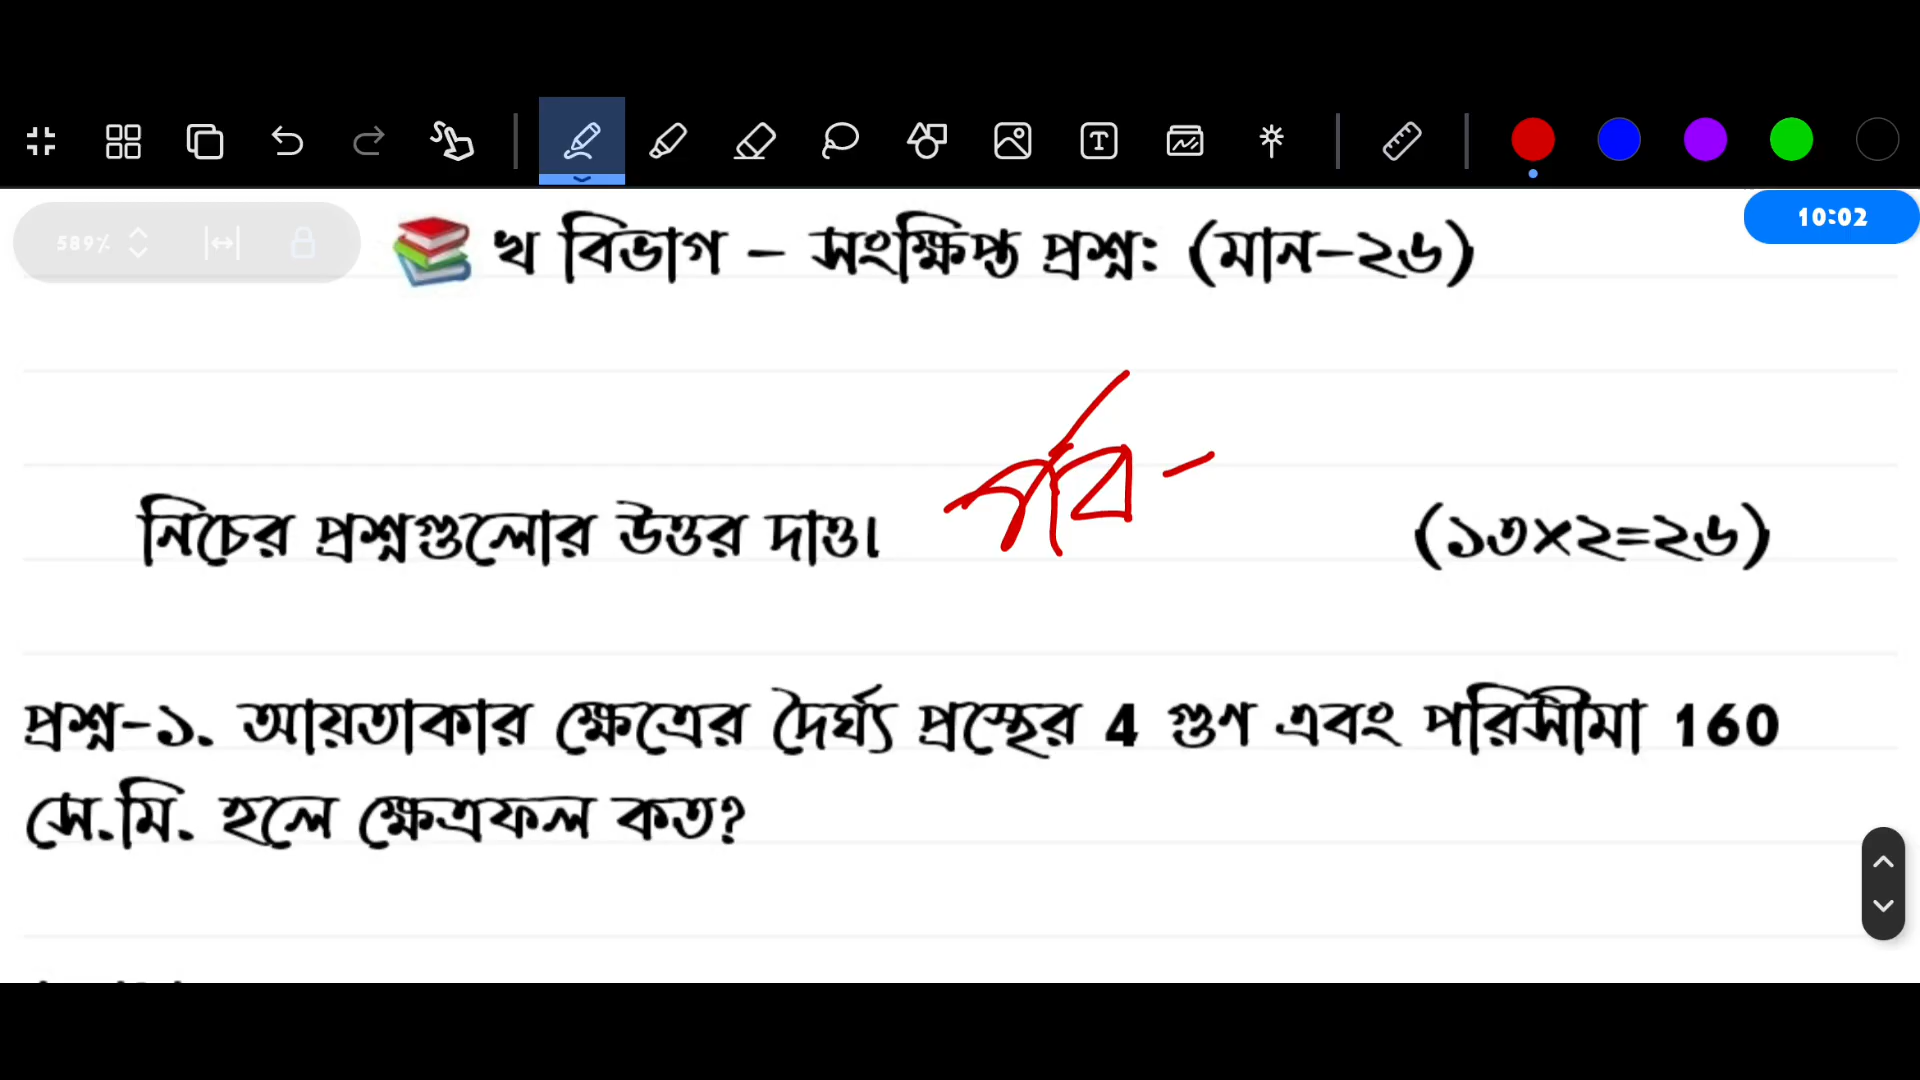 589%
10:02
খ বিভাগ – সংক্ষিপ্ত প্রশ্ন: (মান–২৬)
নিচের প্রশ্নগুলোর উত্তর দাও। (১৩×২=২৬)
প্রশ্ন–১. আয়তাকার ক্ষেত্রের দৈর্ঘ্য প্রস্থের 4 গুণ এবং পরিসীমা 160
সে.মি. হলে ক্ষেত্রফল কত?